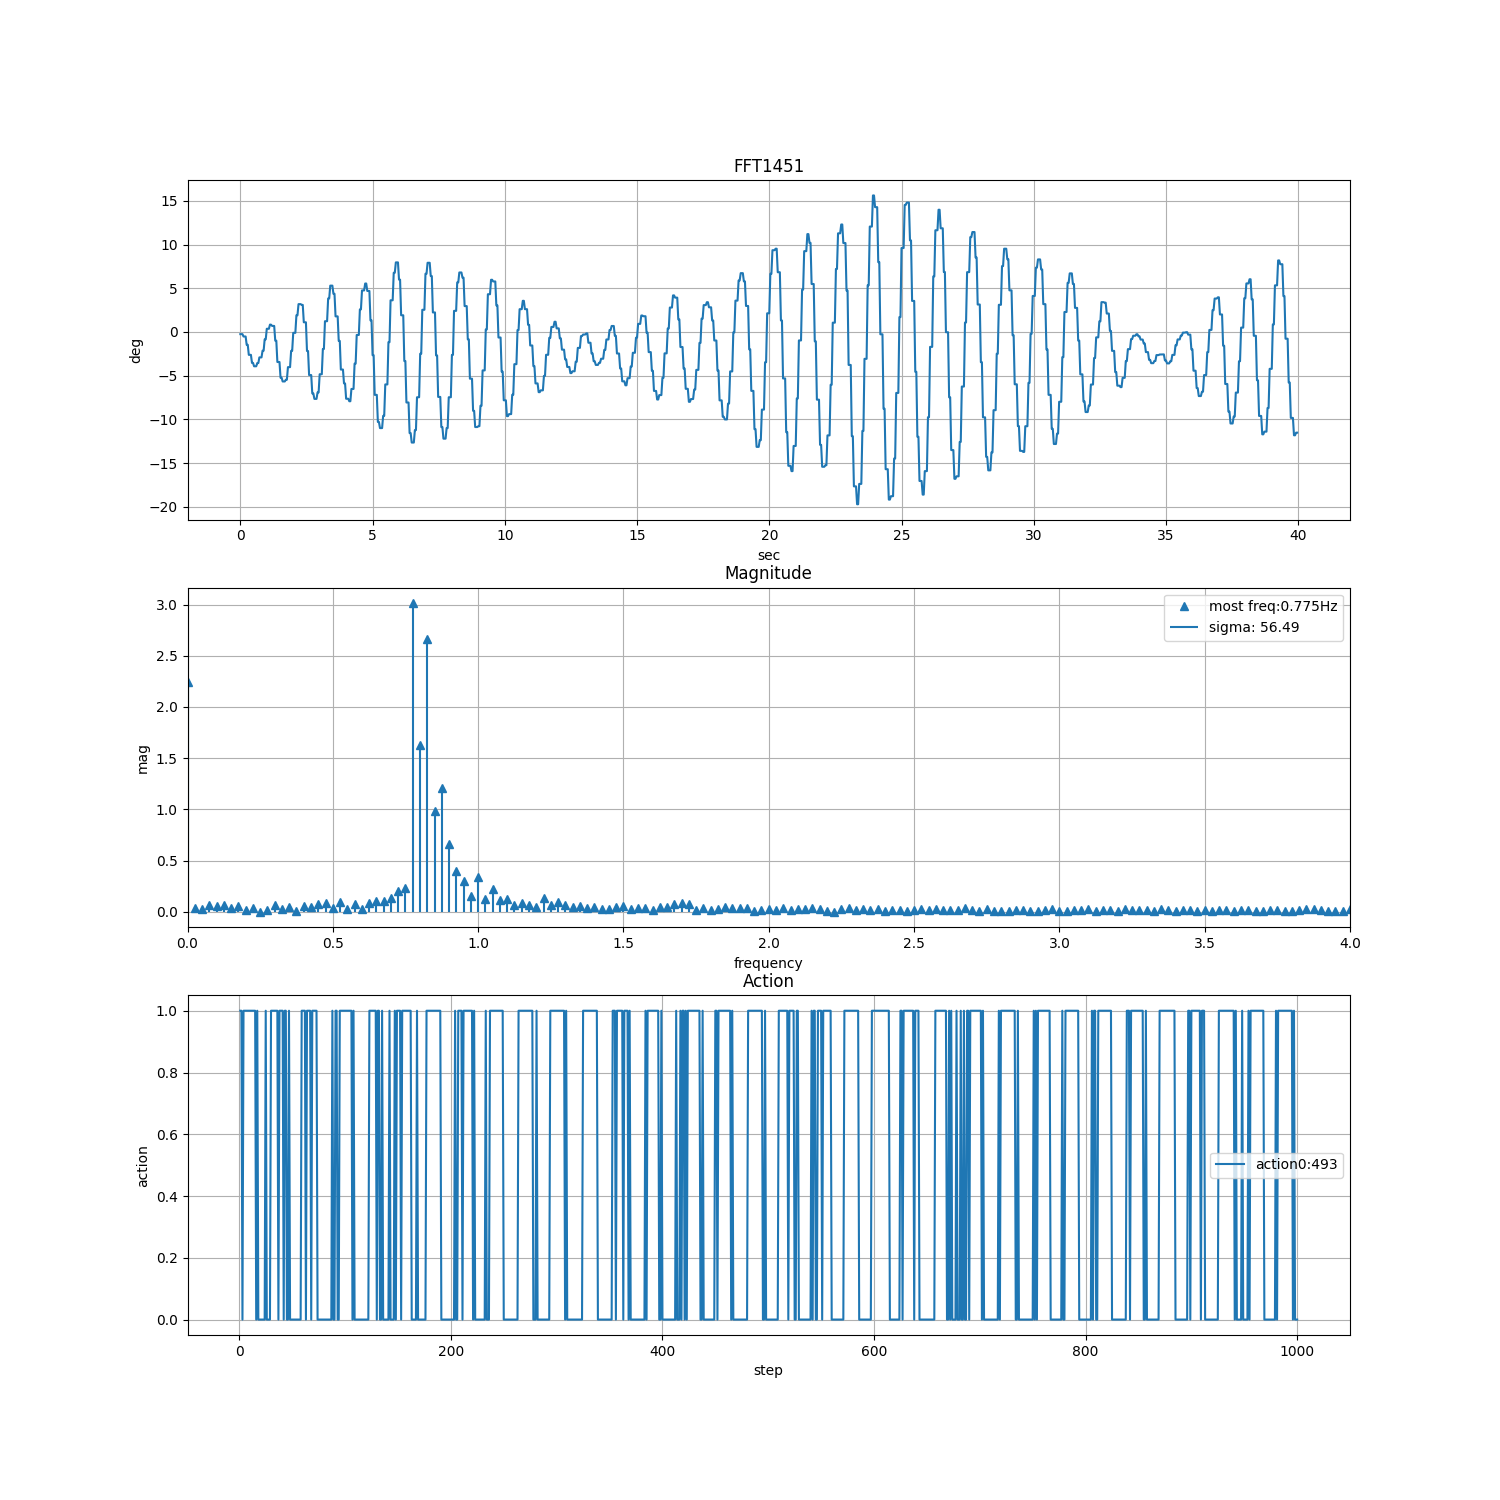 FFT1451
15
10
5
0
−5
−10
−15
−20
deg
0 5 10 15 20 25 30 35 40
sec
Magnitude
3.0
2.5
2.0
1.5
1.0
0.5
0.0
mag
most freq:0.775Hz
sigma: 56.49
0.0 0.5 1.0 1.5 2.0 2.5 3.0 3.5 4.0
frequency
Action
1.0
0.8
0.6
0.4
0.2
0.0
action
action0:493
0 200 400 600 800 1000
step